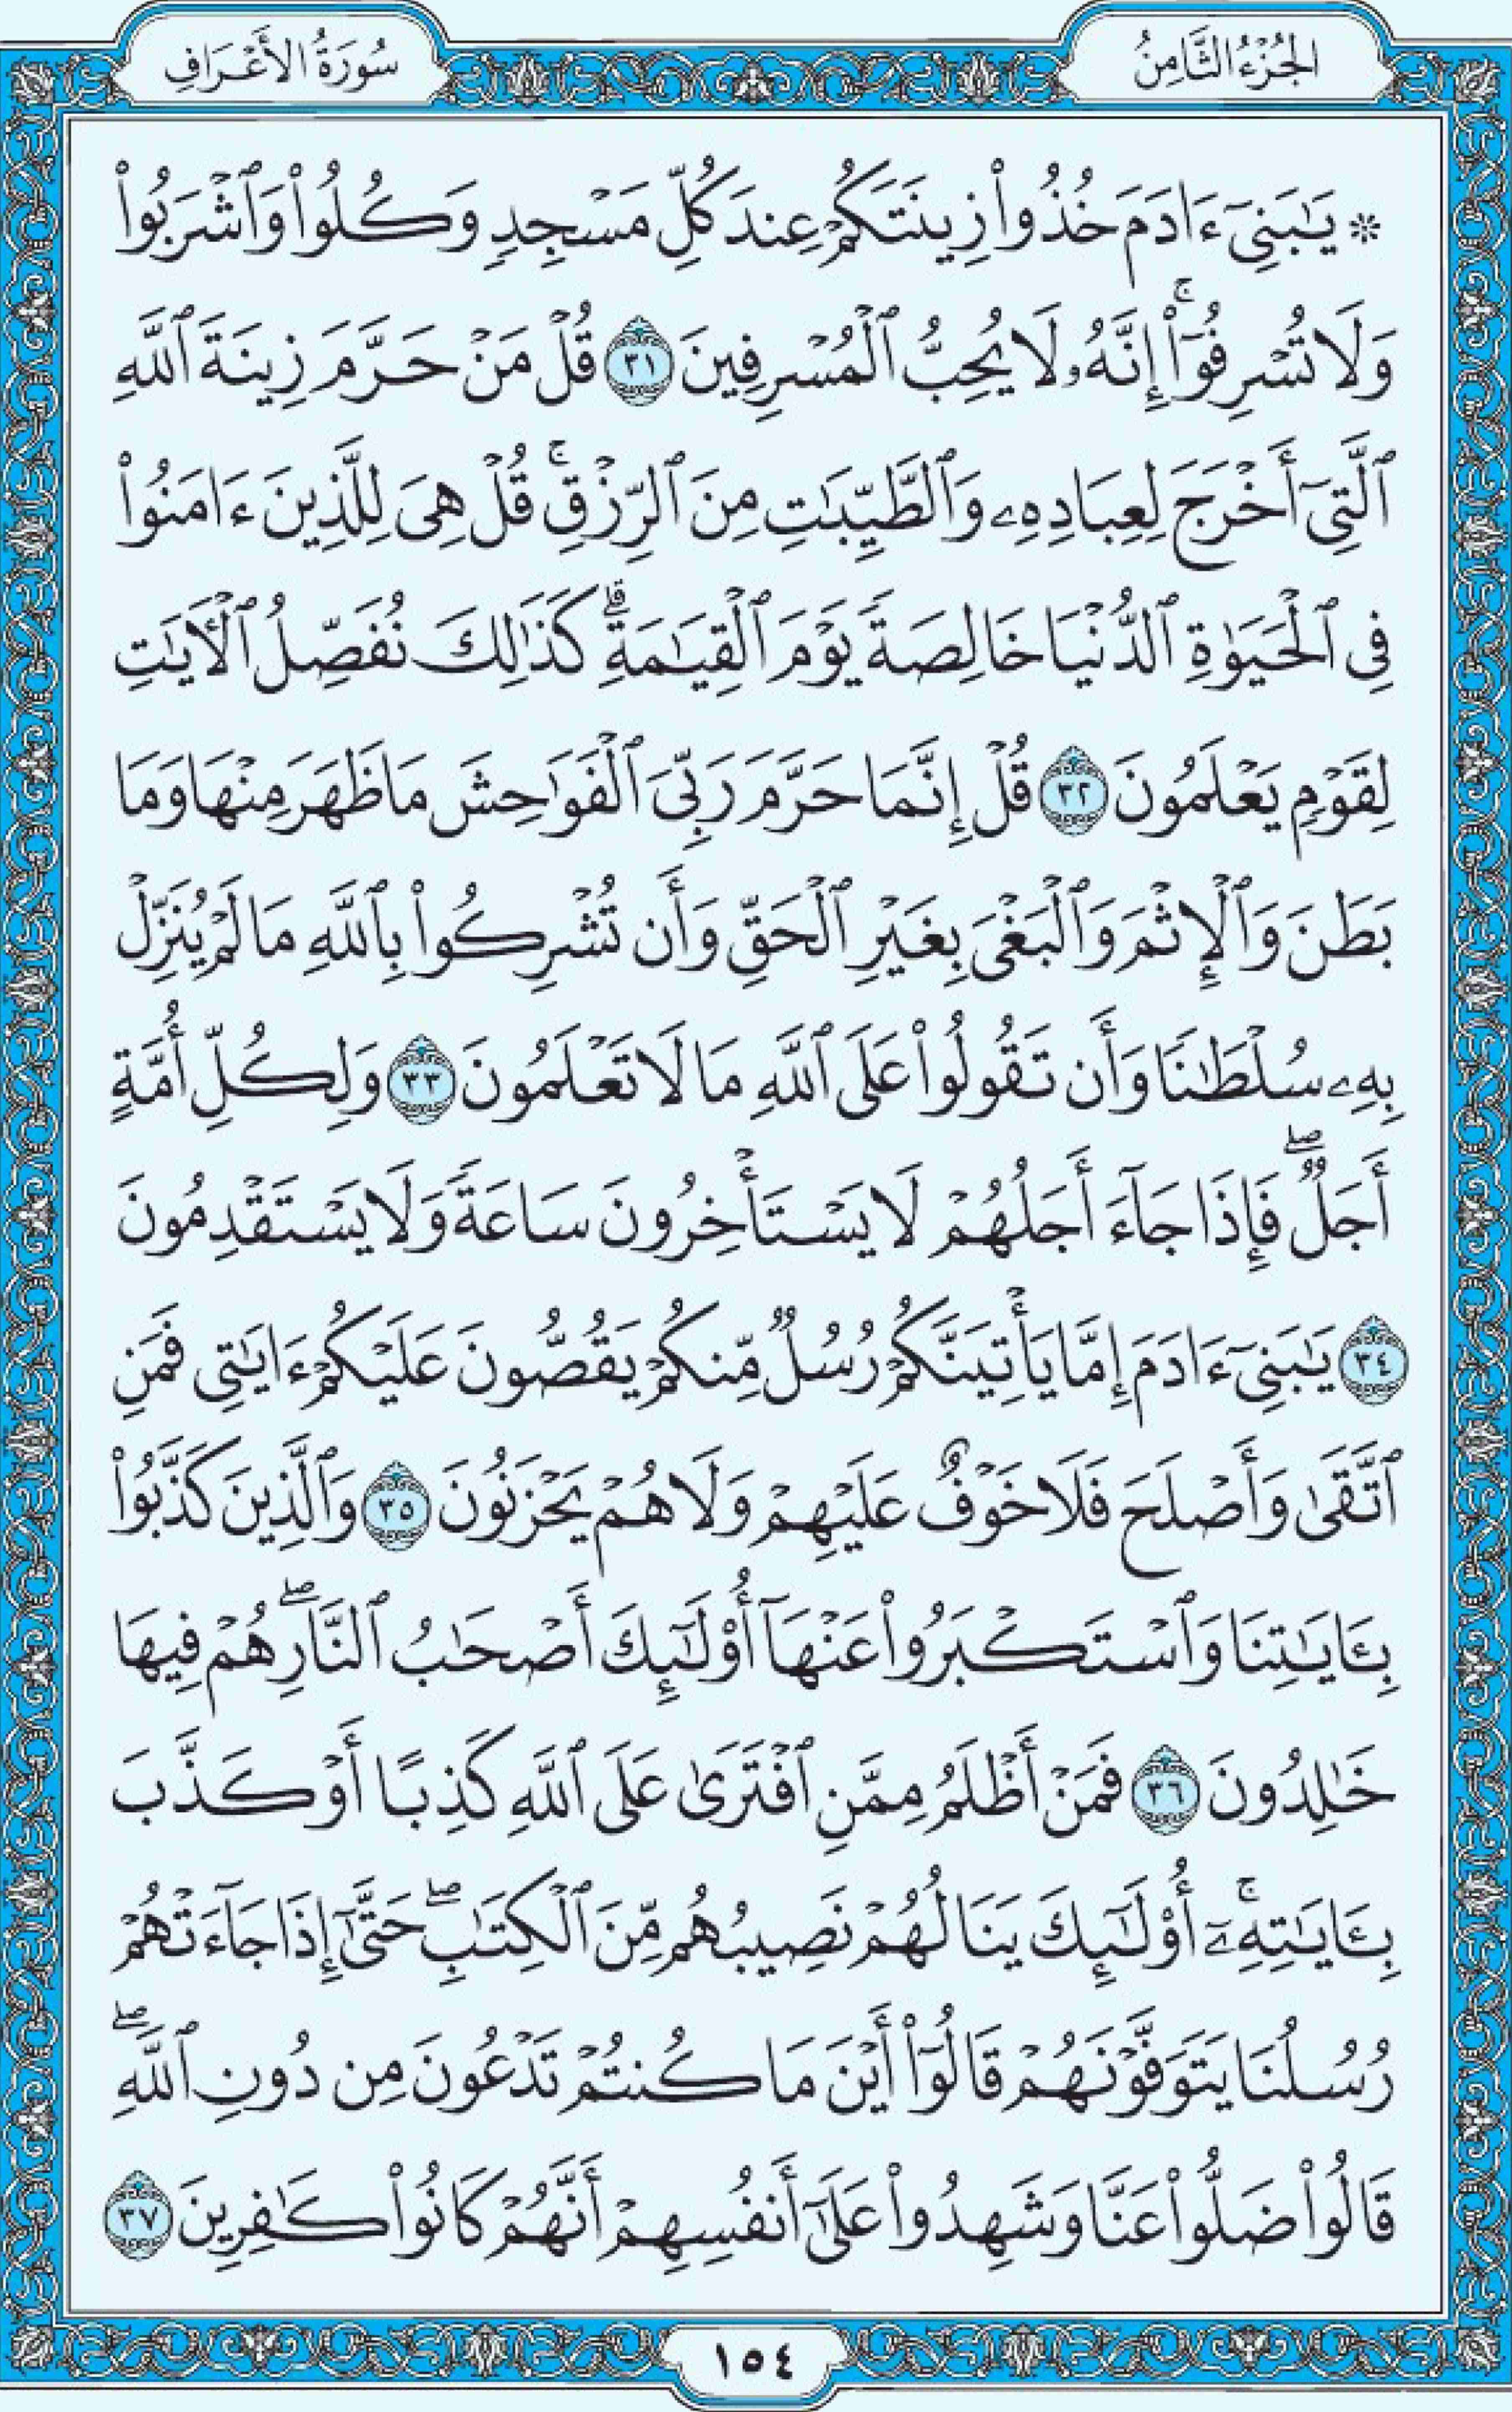 الجُزْءُ الثَّامِنُ
سُورَةُ الأَعْرَافِ
۞ يَٰبَنِىٓ ءَادَمَ خُذُوا۟ زِينَتَكُمْ عِندَ كُلِّ مَسْجِدٍ وَكُلُوا۟ وَٱشْرَبُوا۟
وَلَا تُسْرِفُوٓا۟ ۚ إِنَّهُۥ لَا يُحِبُّ ٱلْمُسْرِفِينَ ٣١ قُلْ مَنْ حَرَّمَ زِينَةَ ٱللَّهِ
ٱلَّتِىٓ أَخْرَجَ لِعِبَادِهِۦ وَٱلطَّيِّبَٰتِ مِنَ ٱلرِّزْقِ ۚ قُلْ هِىَ لِلَّذِينَ ءَامَنُوا۟
فِى ٱلْحَيَوٰةِ ٱلدُّنْيَا خَالِصَةً يَوْمَ ٱلْقِيَٰمَةِ ۗ كَذَٰلِكَ نُفَصِّلُ ٱلْـَٔايَٰتِ
لِقَوْمٍ يَعْلَمُونَ ٣٢ قُلْ إِنَّمَا حَرَّمَ رَبِّىَ ٱلْفَوَٰحِشَ مَا ظَهَرَ مِنْهَا وَمَا
بَطَنَ وَٱلْإِثْمَ وَٱلْبَغْىَ بِغَيْرِ ٱلْحَقِّ وَأَن تُشْرِكُوا۟ بِٱللَّهِ مَا لَمْ يُنَزِّلْ
بِهِۦ سُلْطَٰنًا وَأَن تَقُولُوا۟ عَلَى ٱللَّهِ مَا لَا تَعْلَمُونَ ٣٣ وَلِكُلِّ أُمَّةٍ
أَجَلٌ ۖ فَإِذَا جَآءَ أَجَلُهُمْ لَا يَسْتَأْخِرُونَ سَاعَةً وَلَا يَسْتَقْدِمُونَ
٣٤ يَٰبَنِىٓ ءَادَمَ إِمَّا يَأْتِيَنَّكُمْ رُسُلٌ مِّنكُمْ يَقُصُّونَ عَلَيْكُمْ ءَايَٰتِى فَمَنِ
ٱتَّقَىٰ وَأَصْلَحَ فَلَا خَوْفٌ عَلَيْهِمْ وَلَا هُمْ يَحْزَنُونَ ٣٥ وَٱلَّذِينَ كَذَّبُوا۟
بِـَٔايَٰتِنَا وَٱسْتَكْبَرُوا۟ عَنْهَآ أُو۟لَٰٓئِكَ أَصْحَٰبُ ٱلنَّارِ ۖ هُمْ فِيهَا
خَٰلِدُونَ ٣٦ فَمَنْ أَظْلَمُ مِمَّنِ ٱفْتَرَىٰ عَلَى ٱللَّهِ كَذِبًا أَوْ كَذَّبَ
بِـَٔايَٰتِهِۦٓ ۚ أُو۟لَٰٓئِكَ يَنَالُهُمْ نَصِيبُهُم مِّنَ ٱلْكِتَٰبِ ۖ حَتَّىٰٓ إِذَا جَآءَتْهُمْ
رُسُلُنَا يَتَوَفَّوْنَهُمْ قَالُوٓا۟ أَيْنَ مَا كُنتُمْ تَدْعُونَ مِن دُونِ ٱللَّهِ ۖ
قَالُوا۟ ضَلُّوا۟ عَنَّا وَشَهِدُوا۟ عَلَىٰٓ أَنفُسِهِمْ أَنَّهُمْ كَانُوا۟ كَٰفِرِينَ ٣٧
١٥٤